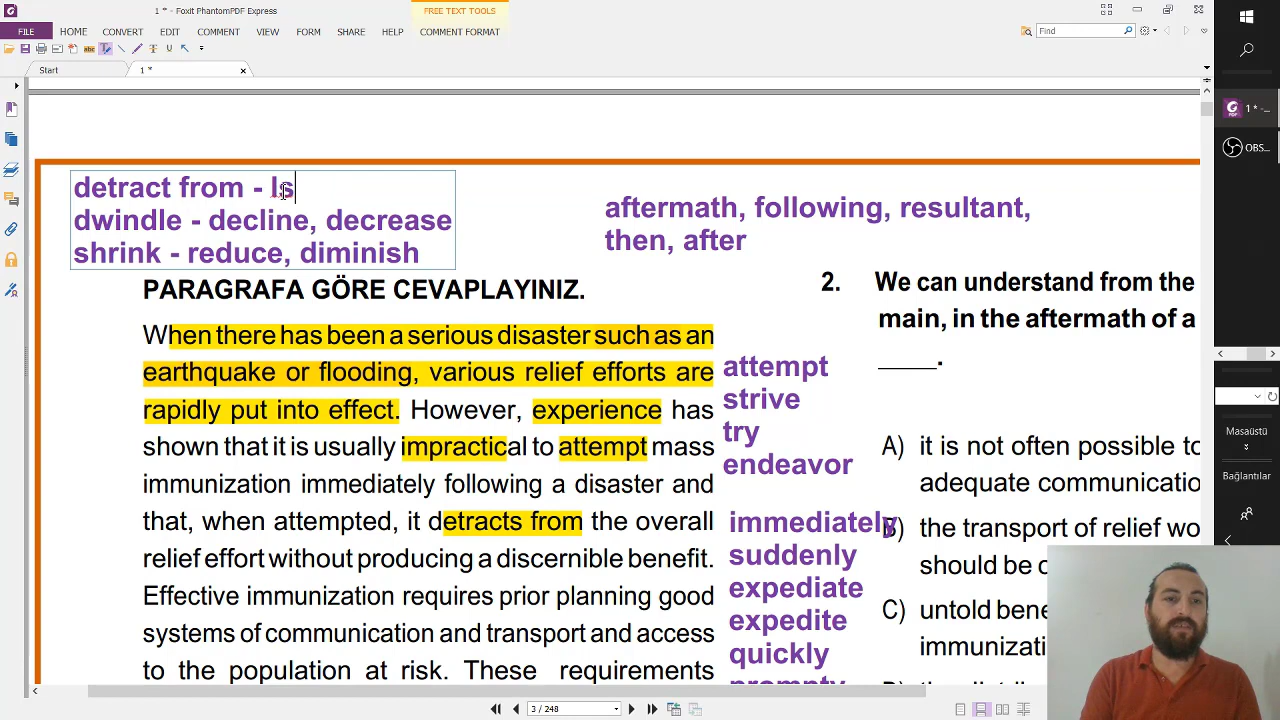 1 * - Foxit PhantomPDF Express
FREE TEXT TOOLS
FILE HOME CONVERT EDIT COMMENT VIEW FORM SHARE HELP COMMENT FORMAT
Find
Start 1 *
detract from - ls
dwindle - decline, decrease
shrink - reduce, diminish
aftermath, following, resultant,
then, after
PARAGRAFA GÖRE CEVAPLAYINIZ.
When there has been a serious disaster such as an
earthquake or flooding, various relief efforts are
rapidly put into effect. However, experience has
shown that it is usually impractical to attempt mass
immunization immediately following a disaster and
that, when attempted, it detracts from the overall
relief effort without producing a discernible benefit.
Effective immunization requires prior planning good
systems of communication and transport and access
to the population at risk. These requirements
attempt
strive
try
endeavor
immediately
suddenly
expediate
expedite
quickly
prompty
2. We can understand from the
main, in the aftermath of a
_____.
A) it is not often possible to
adequate communicatio
B) the transport of relief wo
should be
C) untold bene
immunizati
3 / 248
1 * -...
OBS...
Masaüstü
Bağlantılar